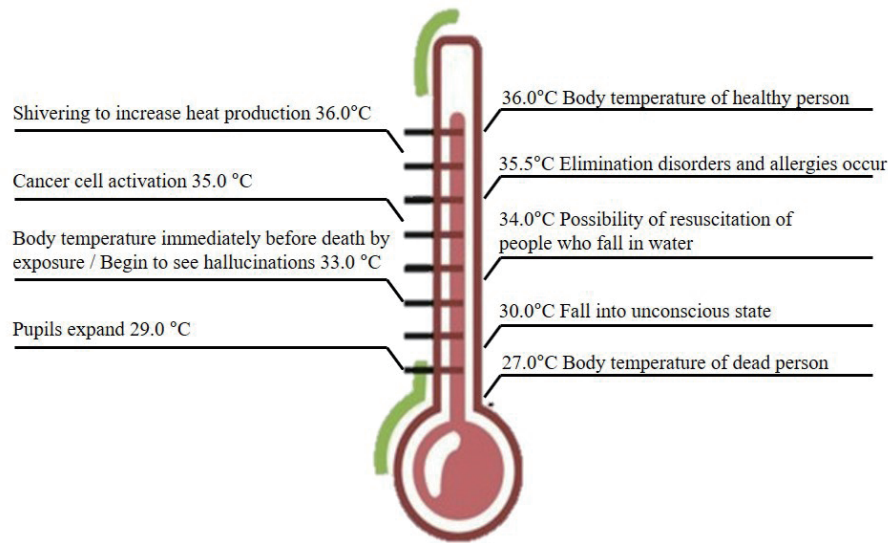 Shivering to increase heat production 36.0°C
Cancer cell activation 35.0 °C
Body temperature immediately before death by
exposure / Begin to see hallucinations 33.0 °C
Pupils expand 29.0 °C
36.0°C Body temperature of healthy person
35.5°C Elimination disorders and allergies occur
34.0°C Possibility of resuscitation of
people who fall in water
30.0°C Fall into unconscious state
27.0°C Body temperature of dead person